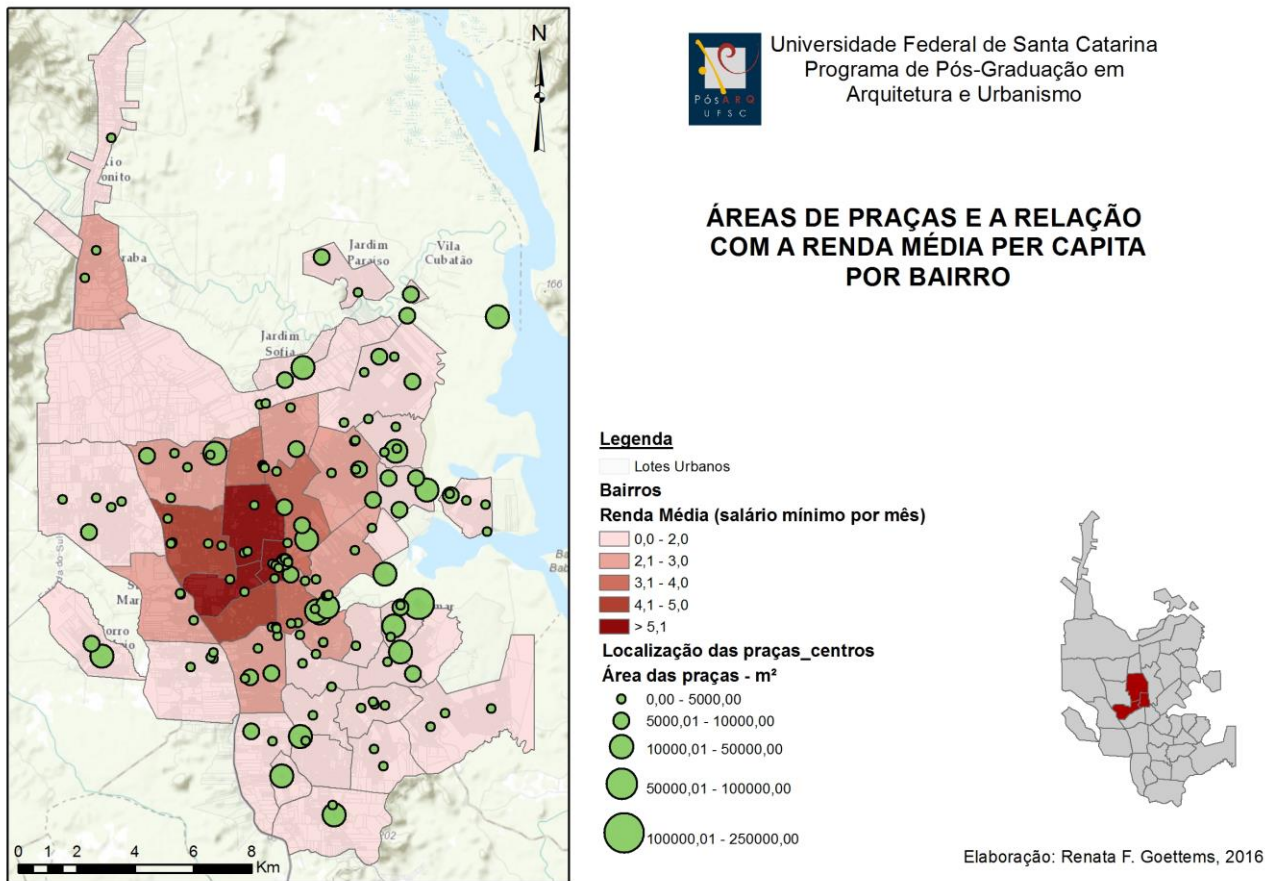 N
Jardim
Paraíso
Vila
Cubatão
166
Jardim
Sofia
202
0 1 2 4 6 8
Km
PósARQ
UFSC
Universidade Federal de Santa Catarina
Programa de Pós-Graduação em
Arquitetura e Urbanismo
ÁREAS DE PRAÇAS E A RELAÇÃO
COM A RENDA MÉDIA PER CAPITA
POR BAIRRO
Legenda
Lotes Urbanos
Bairros
Renda Média (salário mínimo por mês)
0,0 - 2,0
2,1 - 3,0
3,1 - 4,0
4,1 - 5,0
> 5,1
Localização das praças_centros
Área das praças - m²
0,00 - 5000,00
5000,01 - 10000,00
10000,01 - 50000,00
50000,01 - 100000,00
100000,01 - 250000,00
Elaboração: Renata F. Goettems, 2016